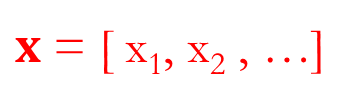 x = [ x₁, x₂ , …]